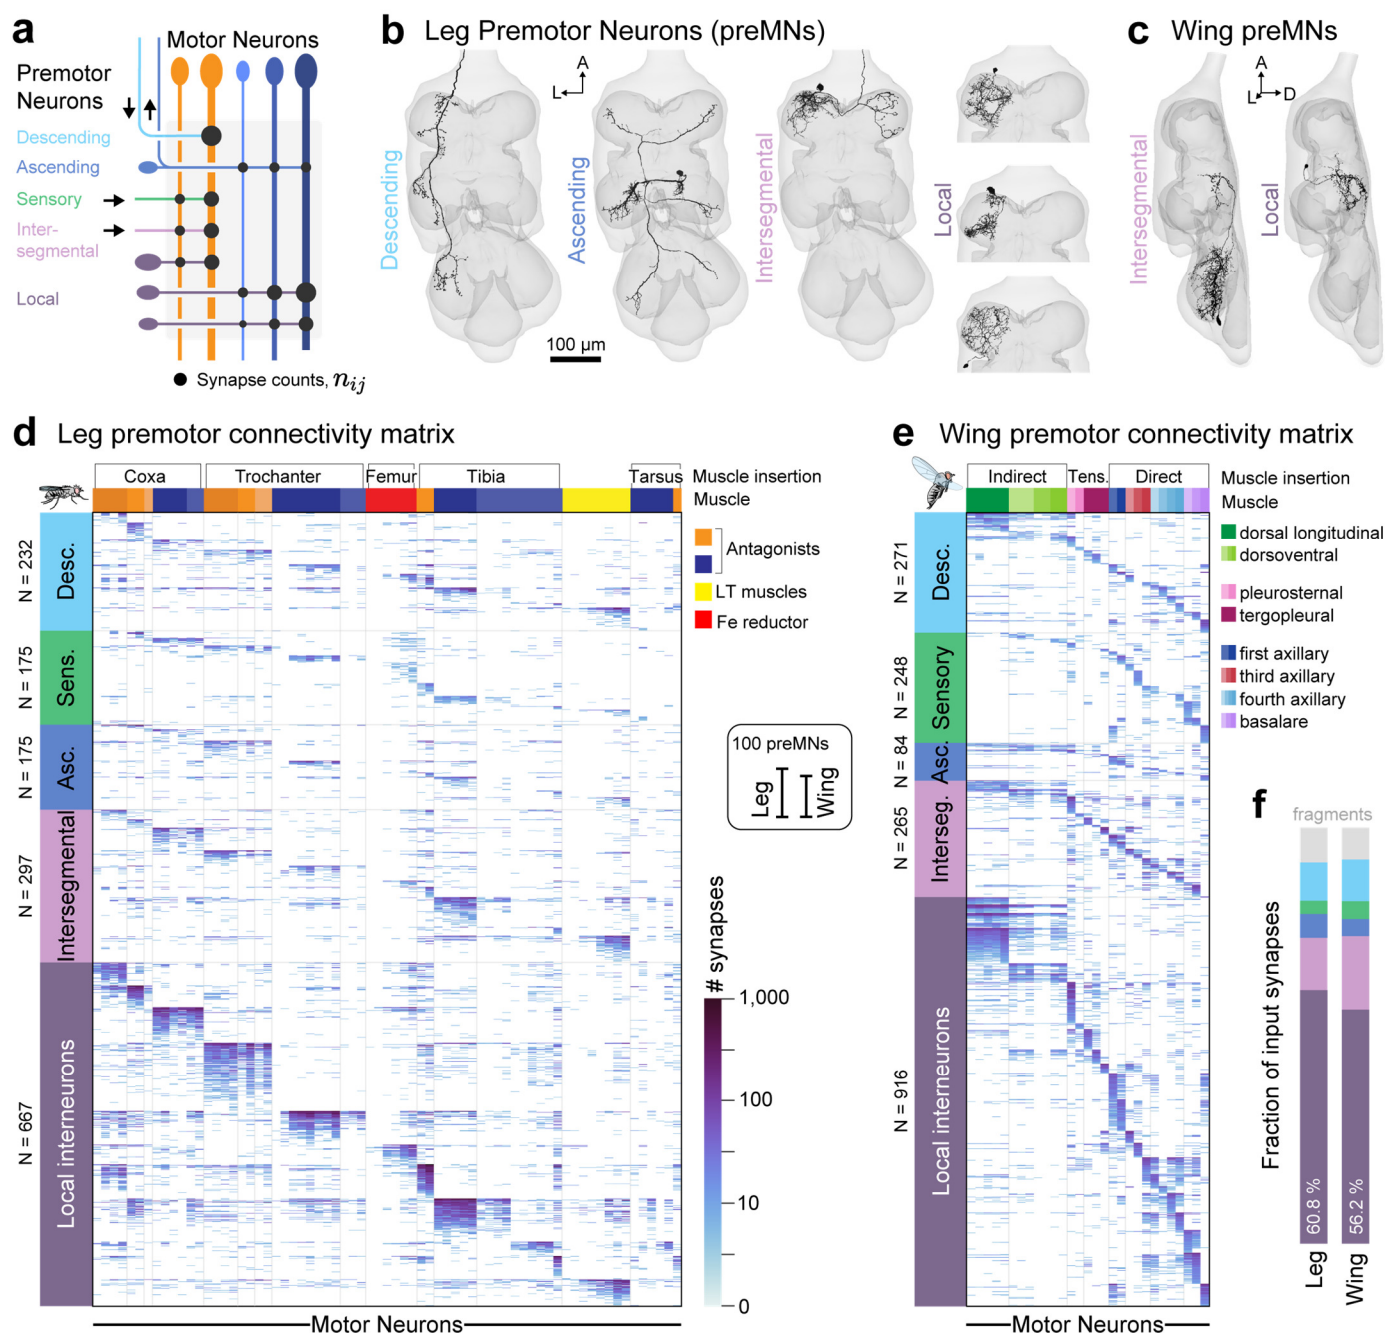 a
Motor Neurons
Premotor
Neurons
Descending
Ascending
Sensory
Inter-
segmental
Local
Synapse counts, nij
b Leg Premotor Neurons (preMNs)
A
L
Descending
Ascending
Intersegmental
Local
100 µm
c Wing preMNs
A
L
D
Intersegmental
Local
d Leg premotor connectivity matrix
Coxa
Trochanter
Femur
Tibia
Tarsus
Muscle insertion
Muscle
Antagonists
LT muscles
Fe reductor
N = 232
Desc.
N = 175
Sens.
N = 175
Asc.
N = 297
Intersegmental
N = 667
Local interneurons
Motor Neurons
100 preMNs
Leg
Wing
# synapses
1,000
100
10
0
e Wing premotor connectivity matrix
Indirect
Tens.
Direct
Muscle insertion
Muscle
dorsal longitudinal
dorsoventral
pleurosternal
tergopleural
first axillary
third axillary
fourth axillary
basalare
N = 271
Desc.
N = 248
Sensory
N = 84
Asc.
N = 265
Interseg.
N = 916
Local interneurons
Motor Neurons
f
fragments
Fraction of input synapses
60.8 %
56.2 %
Leg
Wing